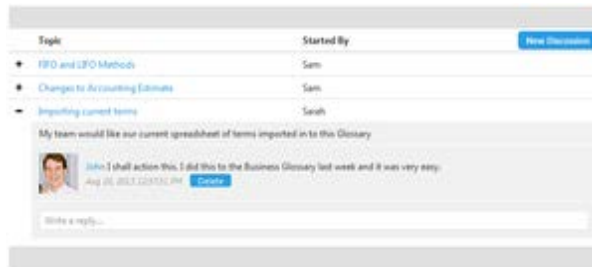 Topic Started By New Discussion
FIFO and LIFO Methods Sam
Changes to Accounting Estimate Sam
Importing current terms Sarah
My team would like our current spreadsheet of terms imported in to this Glossary
John I shall action this. I did this to the Business Glossary last week and it was very easy.
Delete
Write a reply...